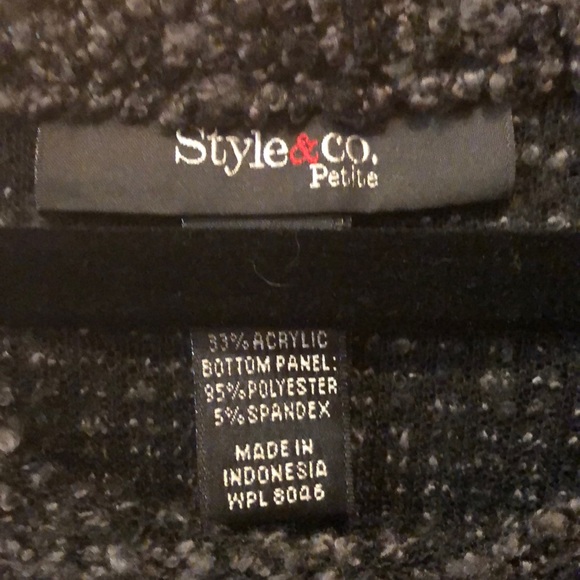 Style&co.
Petite
33% ACRYLIC
BOTTOM PANEL:
95% POLYESTER
5% SPANDEX
MADE IN
INDONESIA
WPL 8046